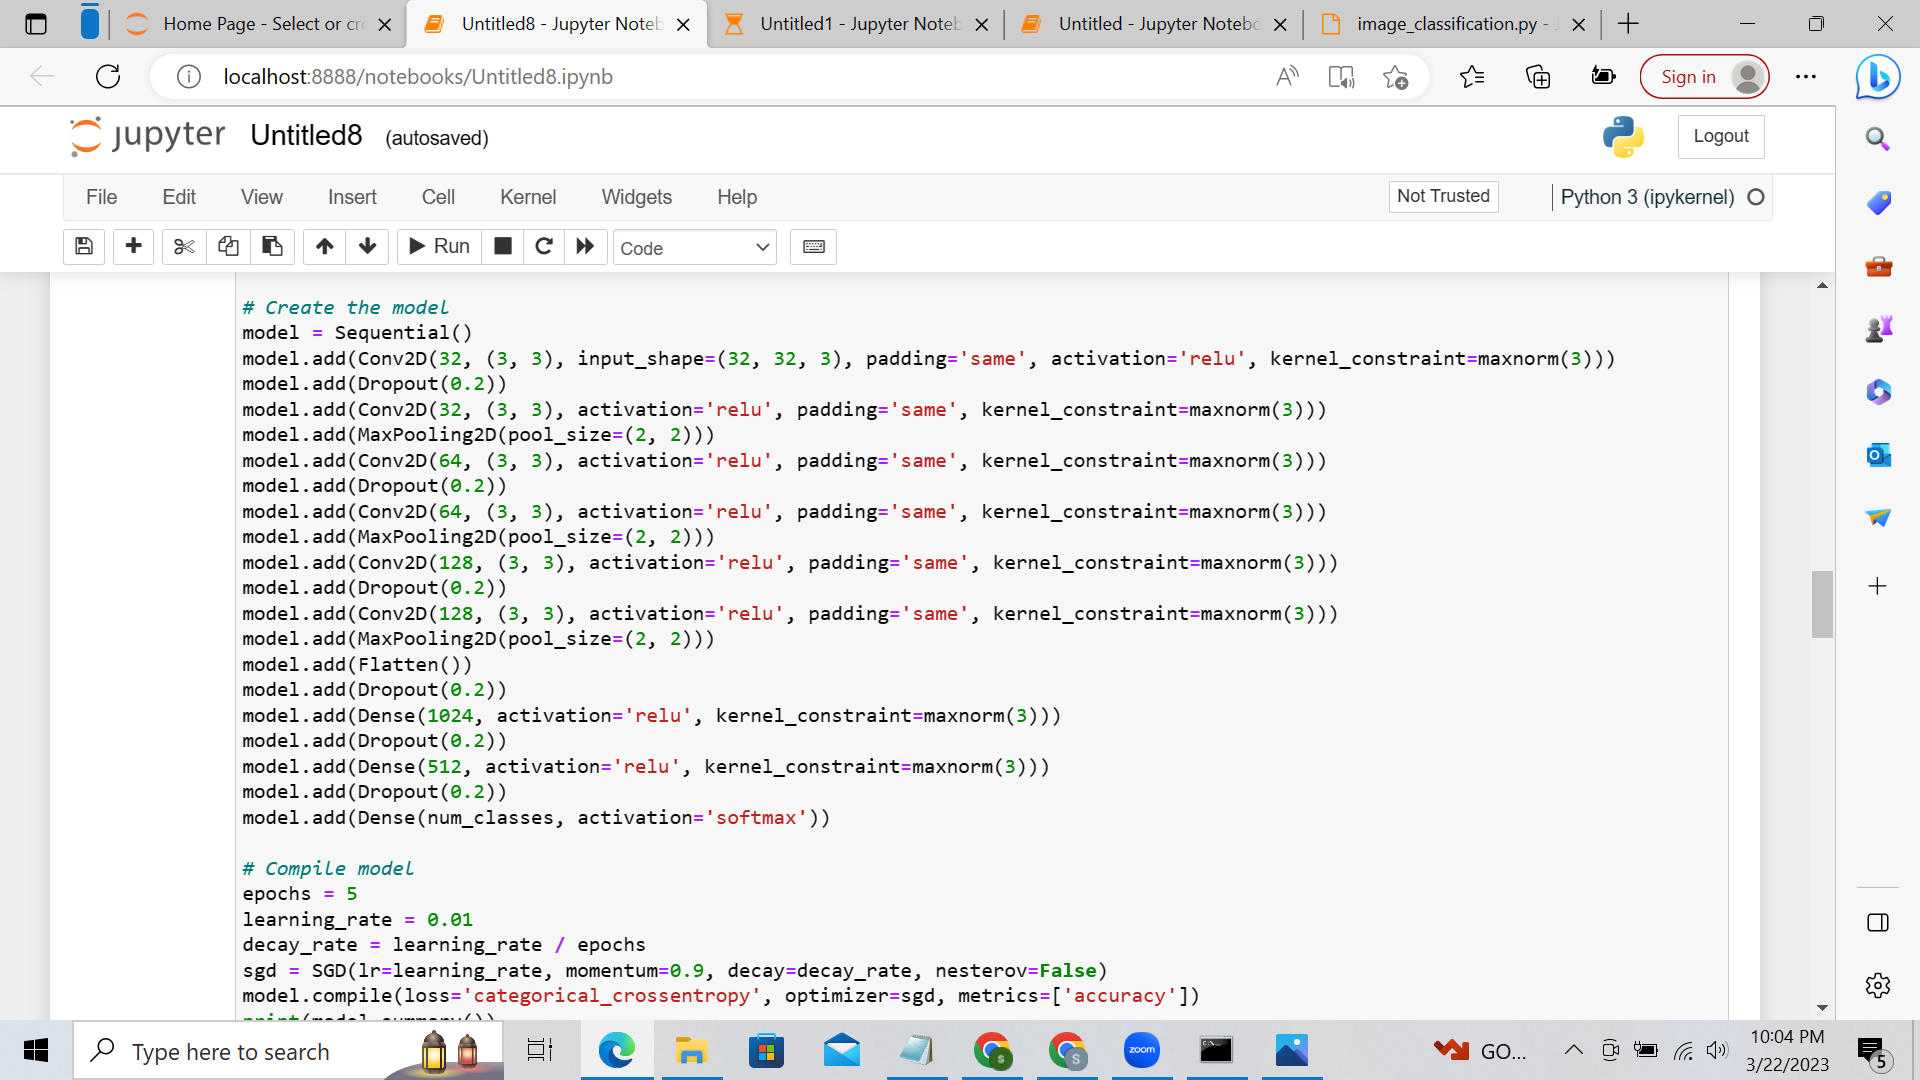 Home Page - Select or cre
Untitled8 - Jupyter Noteb
Untitled1 - Jupyter Noteb
Untitled - Jupyter Notebo
image_classification.py - J
localhost:8888/notebooks/Untitled8.ipynb
Sign in
jupyter Untitled8 (autosaved)
Logout
File Edit View Insert Cell Kernel Widgets Help
Not Trusted
Python 3 (ipykernel)
Run
Code
# Create the model
model = Sequential()
model.add(Conv2D(32, (3, 3), input_shape=(32, 32, 3), padding='same', activation='relu', kernel_constraint=maxnorm(3)))
model.add(Dropout(0.2))
model.add(Conv2D(32, (3, 3), activation='relu', padding='same', kernel_constraint=maxnorm(3)))
model.add(MaxPooling2D(pool_size=(2, 2)))
model.add(Conv2D(64, (3, 3), activation='relu', padding='same', kernel_constraint=maxnorm(3)))
model.add(Dropout(0.2))
model.add(Conv2D(64, (3, 3), activation='relu', padding='same', kernel_constraint=maxnorm(3)))
model.add(MaxPooling2D(pool_size=(2, 2)))
model.add(Conv2D(128, (3, 3), activation='relu', padding='same', kernel_constraint=maxnorm(3)))
model.add(Dropout(0.2))
model.add(Conv2D(128, (3, 3), activation='relu', padding='same', kernel_constraint=maxnorm(3)))
model.add(MaxPooling2D(pool_size=(2, 2)))
model.add(Flatten())
model.add(Dropout(0.2))
model.add(Dense(1024, activation='relu', kernel_constraint=maxnorm(3)))
model.add(Dropout(0.2))
model.add(Dense(512, activation='relu', kernel_constraint=maxnorm(3)))
model.add(Dropout(0.2))
model.add(Dense(num_classes, activation='softmax'))
# Compile model
epochs = 5
learning_rate = 0.01
decay_rate = learning_rate / epochs
sgd = SGD(lr=learning_rate, momentum=0.9, decay=decay_rate, nesterov=False)
model.compile(loss='categorical_crossentropy', optimizer=sgd, metrics=['accuracy'])
print(model.summary())
Type here to search
zoom
GO...
10:04 PM
3/22/2023
5